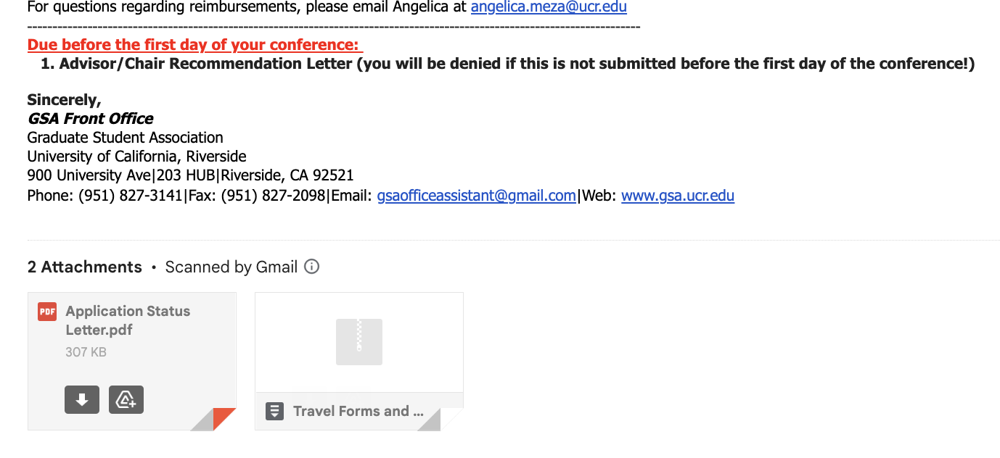 For questions regarding reimbursements, please email Angelica at angelica.meza@ucr.edu
--------------------------------------------------------------------------------------------------------------------------
Due before the first day of your conference:
1. Advisor/Chair Recommendation Letter (you will be denied if this is not submitted before the first day of the conference!)
Sincerely,
GSA Front Office
Graduate Student Association
University of California, Riverside
900 University Ave|203 HUB|Riverside, CA 92521
Phone: (951) 827-3141|Fax: (951) 827-2098|Email: gsaofficeassistant@gmail.com|Web: www.gsa.ucr.edu
2 Attachments • Scanned by Gmail
PDF Application Status
Letter.pdf
307 KB
Travel Forms and ...